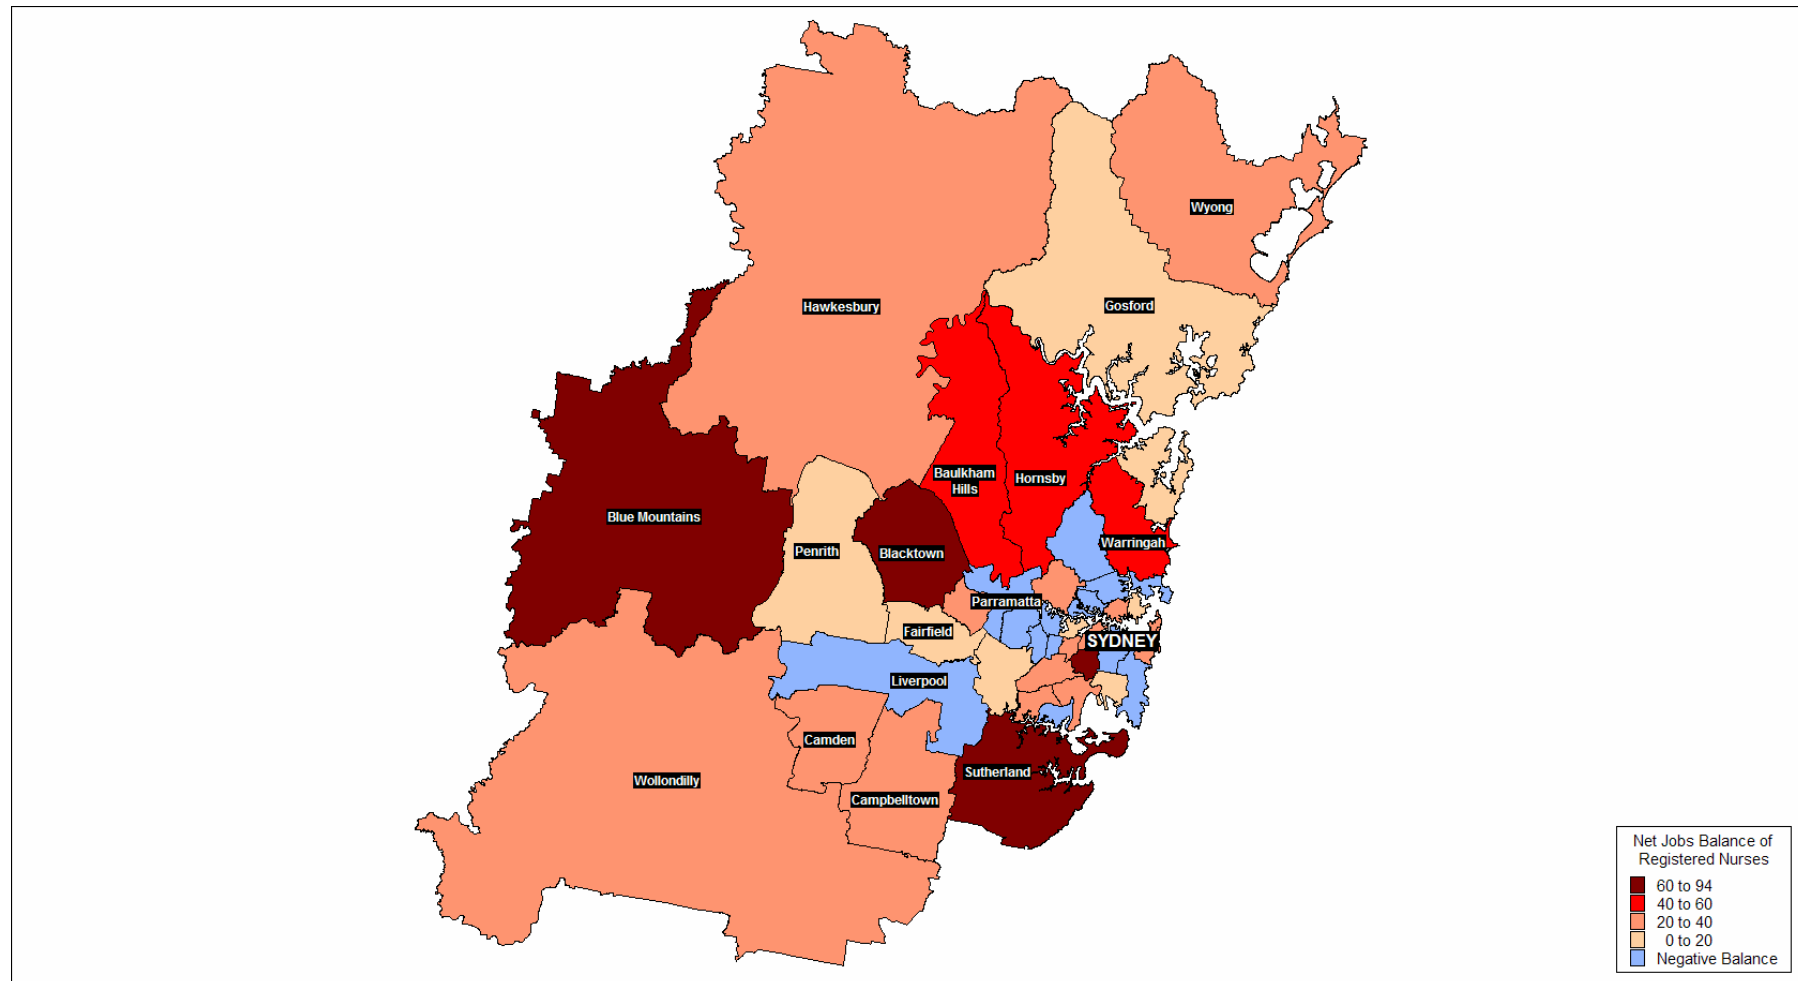 Wyong
Hawkesbury
Gosford
Baulkham
Hills
Hornsby
Blue Mountains
Penrith
Blacktown
Warringah
Parramatta
Fairfield
SYDNEY
Liverpool
Camden
Wollondilly
Sutherland
Campbelltown
Net Jobs Balance of
Registered Nurses
60 to 94
40 to 60
20 to 40
0 to 20
Negative Balance